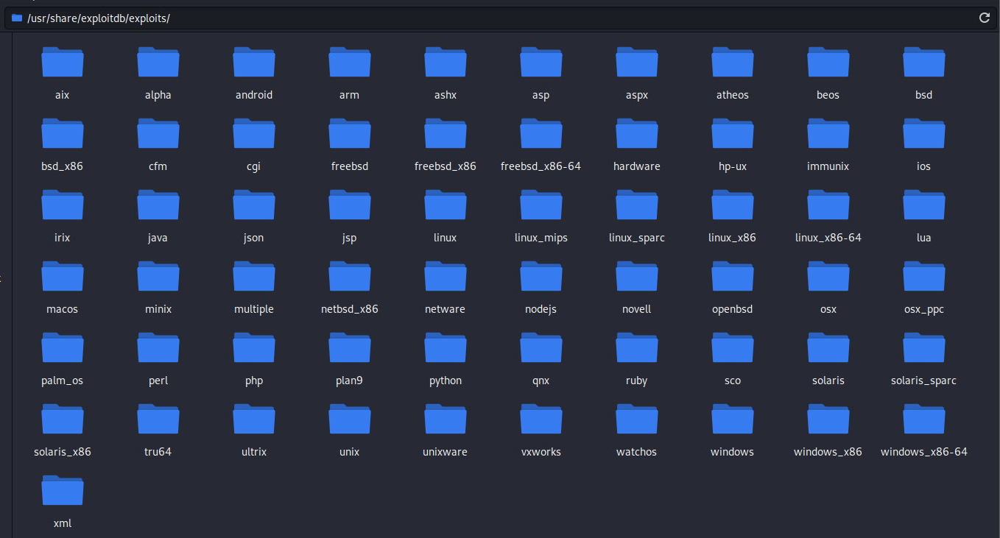 /usr/share/exploitdb/exploits/
aix alpha android arm ashx asp aspx atheos beos bsd
bsd_x86 cfm cgi freebsd freebsd_x86 freebsd_x86-64 hardware hp-ux immunix ios
irix java json jsp linux linux_mips linux_sparc linux_x86 linux_x86-64 lua
macos minix multiple netbsd_x86 netware nodejs novell openbsd osx osx_ppc
palm_os perl php plan9 python qnx ruby sco solaris solaris_sparc
solaris_x86 tru64 ultrix unix unixware vxworks watchos windows windows_x86 windows_x86-64
xml